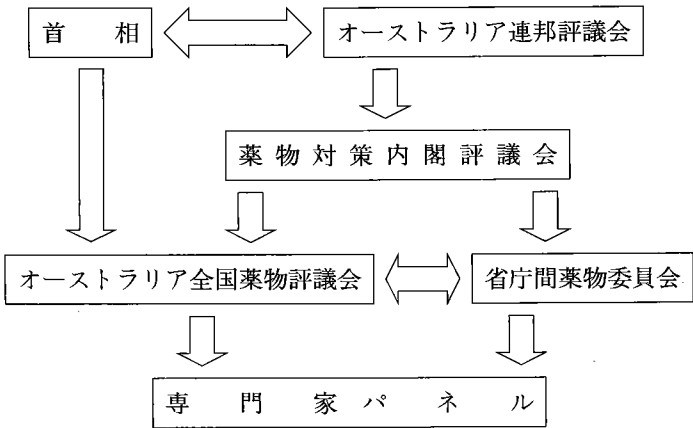 首相
オーストラリア連邦評議会
薬物対策内閣評議会
オーストラリア全国薬物評議会
省庁間薬物委員会
専門家パネル